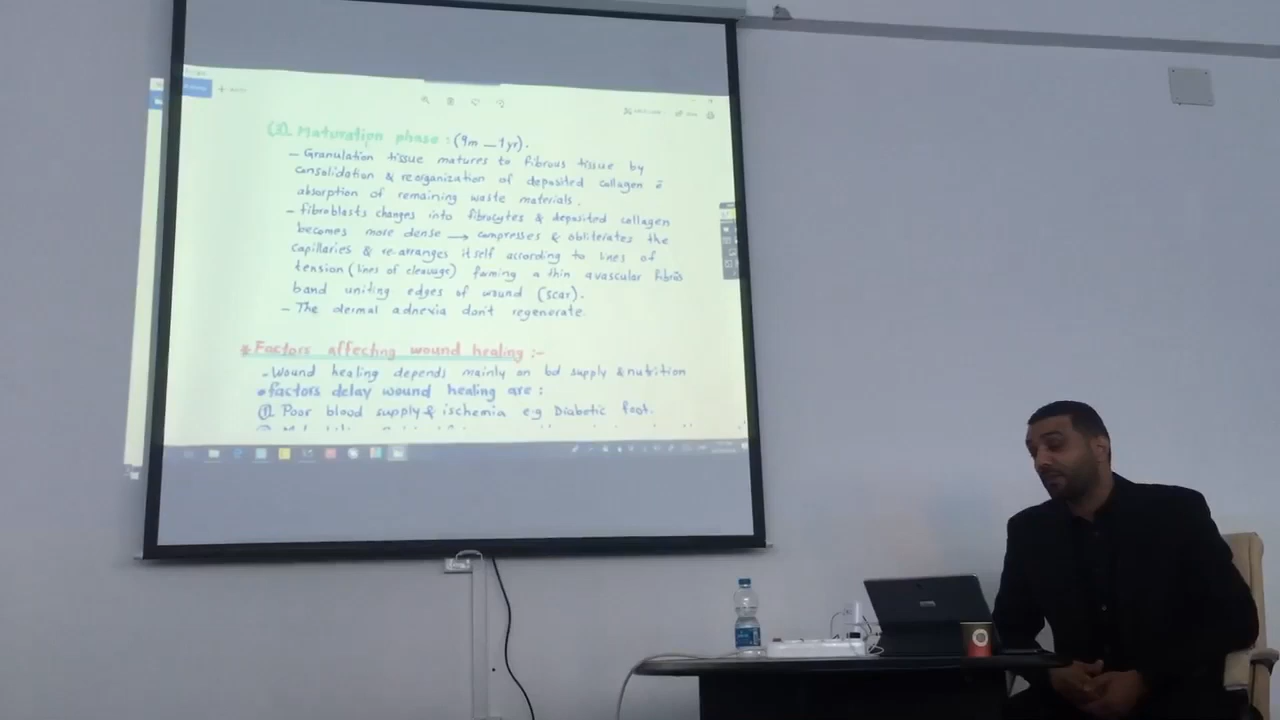 (3). Maturation phase : (9m _ 1yr).
- Granulation tissue matures to fibrous tissue by
consolidation & reorganization of deposited collagen c̄
absorption of remaining waste materials.
- fibroblasts changes into fibrocytes & deposited collagen
becomes more dense → compresses & obliterates the
capillaries & re-arranges itself according to lines of
tension (lines of cleavage) forming a thin avascular fibrous
band uniting edges of wound (scar).
- The dermal adnexia don't regenerate.
* Factors affecting wound healing :-
- Wound healing depends mainly on bd supply & nutrition
• factors delay wound healing are :
(1). Poor blood supply & ischemia e.g Diabetic foot.